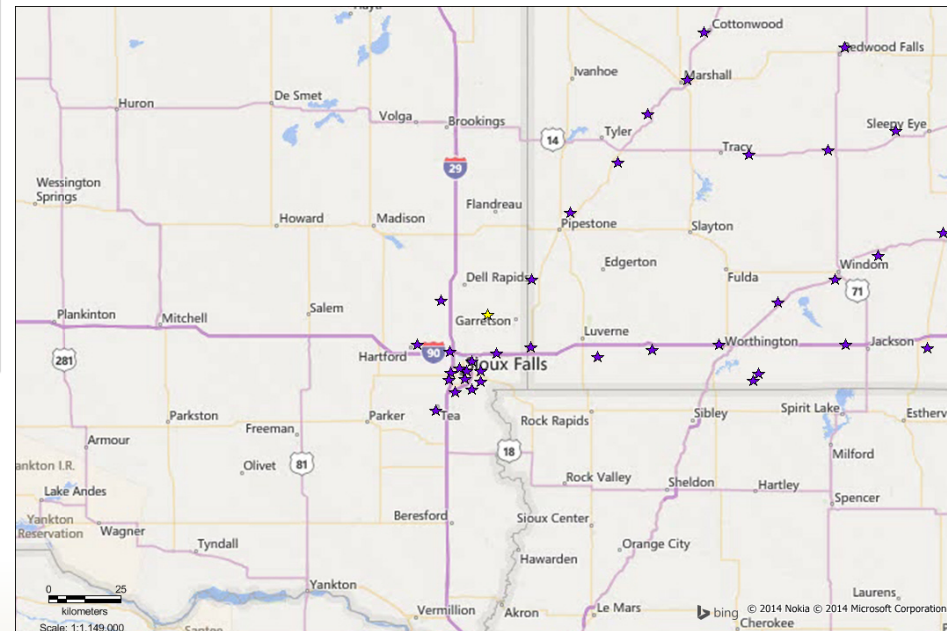 Cottonwood
Redwood Falls
Ivanhoe
Marshall
De Smet
Huron
Volga
Brookings
Tyler
Sleepy Eye
14
Tracy
29
Wessington
Springs
Flandreau
Howard
Madison
Pipestone
Slayton
Edgerton
Windom
Dell Rapids
Fulda
71
Salem
Plankinton
Mitchell
Garretson
Luverne
Worthington
Jackson
281
Hartford
90
Sioux Falls
Parkston
Parker
Tea
Rock Rapids
Sibley
Spirit Lake
Estherv
Freeman
Armour
18
Milford
ankton I.R.
Olivet
81
Rock Valley
Sheldon
Hartley
Lake Andes
Spencer
Yankton
Reservation
Wagner
Beresford
Sioux Center
Tyndall
Orange City
Hawarden
Yankton
Laurens
0 25
kilometers
Vermillion
Akron
Le Mars
bing © 2014 Nokia © 2014 Microsoft Corporation
Cherokee
Scale: 1:1,149,000